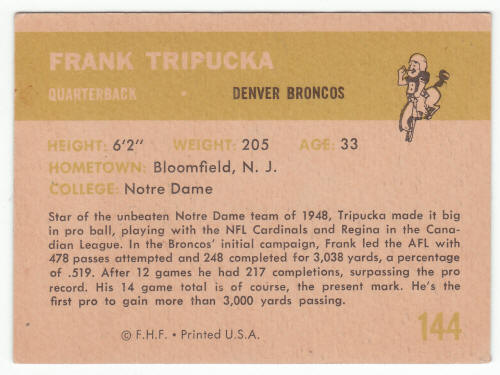 FRANK TRIPUCKA
QUARTERBACK • DENVER BRONCOS
HEIGHT: 6'2" WEIGHT: 205 AGE: 33
HOMETOWN: Bloomfield, N. J.
COLLEGE: Notre Dame
Star of the unbeaten Notre Dame team of 1948, Tripucka made it big
in pro ball, playing with the NFL Cardinals and Regina in the Cana-
dian League. In the Broncos' initial campaign, Frank led the AFL with
478 passes attempted and 248 completed for 3,038 yards, a percentage
of .519. After 12 games he had 217 completions, surpassing the pro
record. His 14 game total is of course, the present mark. He's the
first pro to gain more than 3,000 yards passing.
144
© F.H.F. • Printed U.S.A.